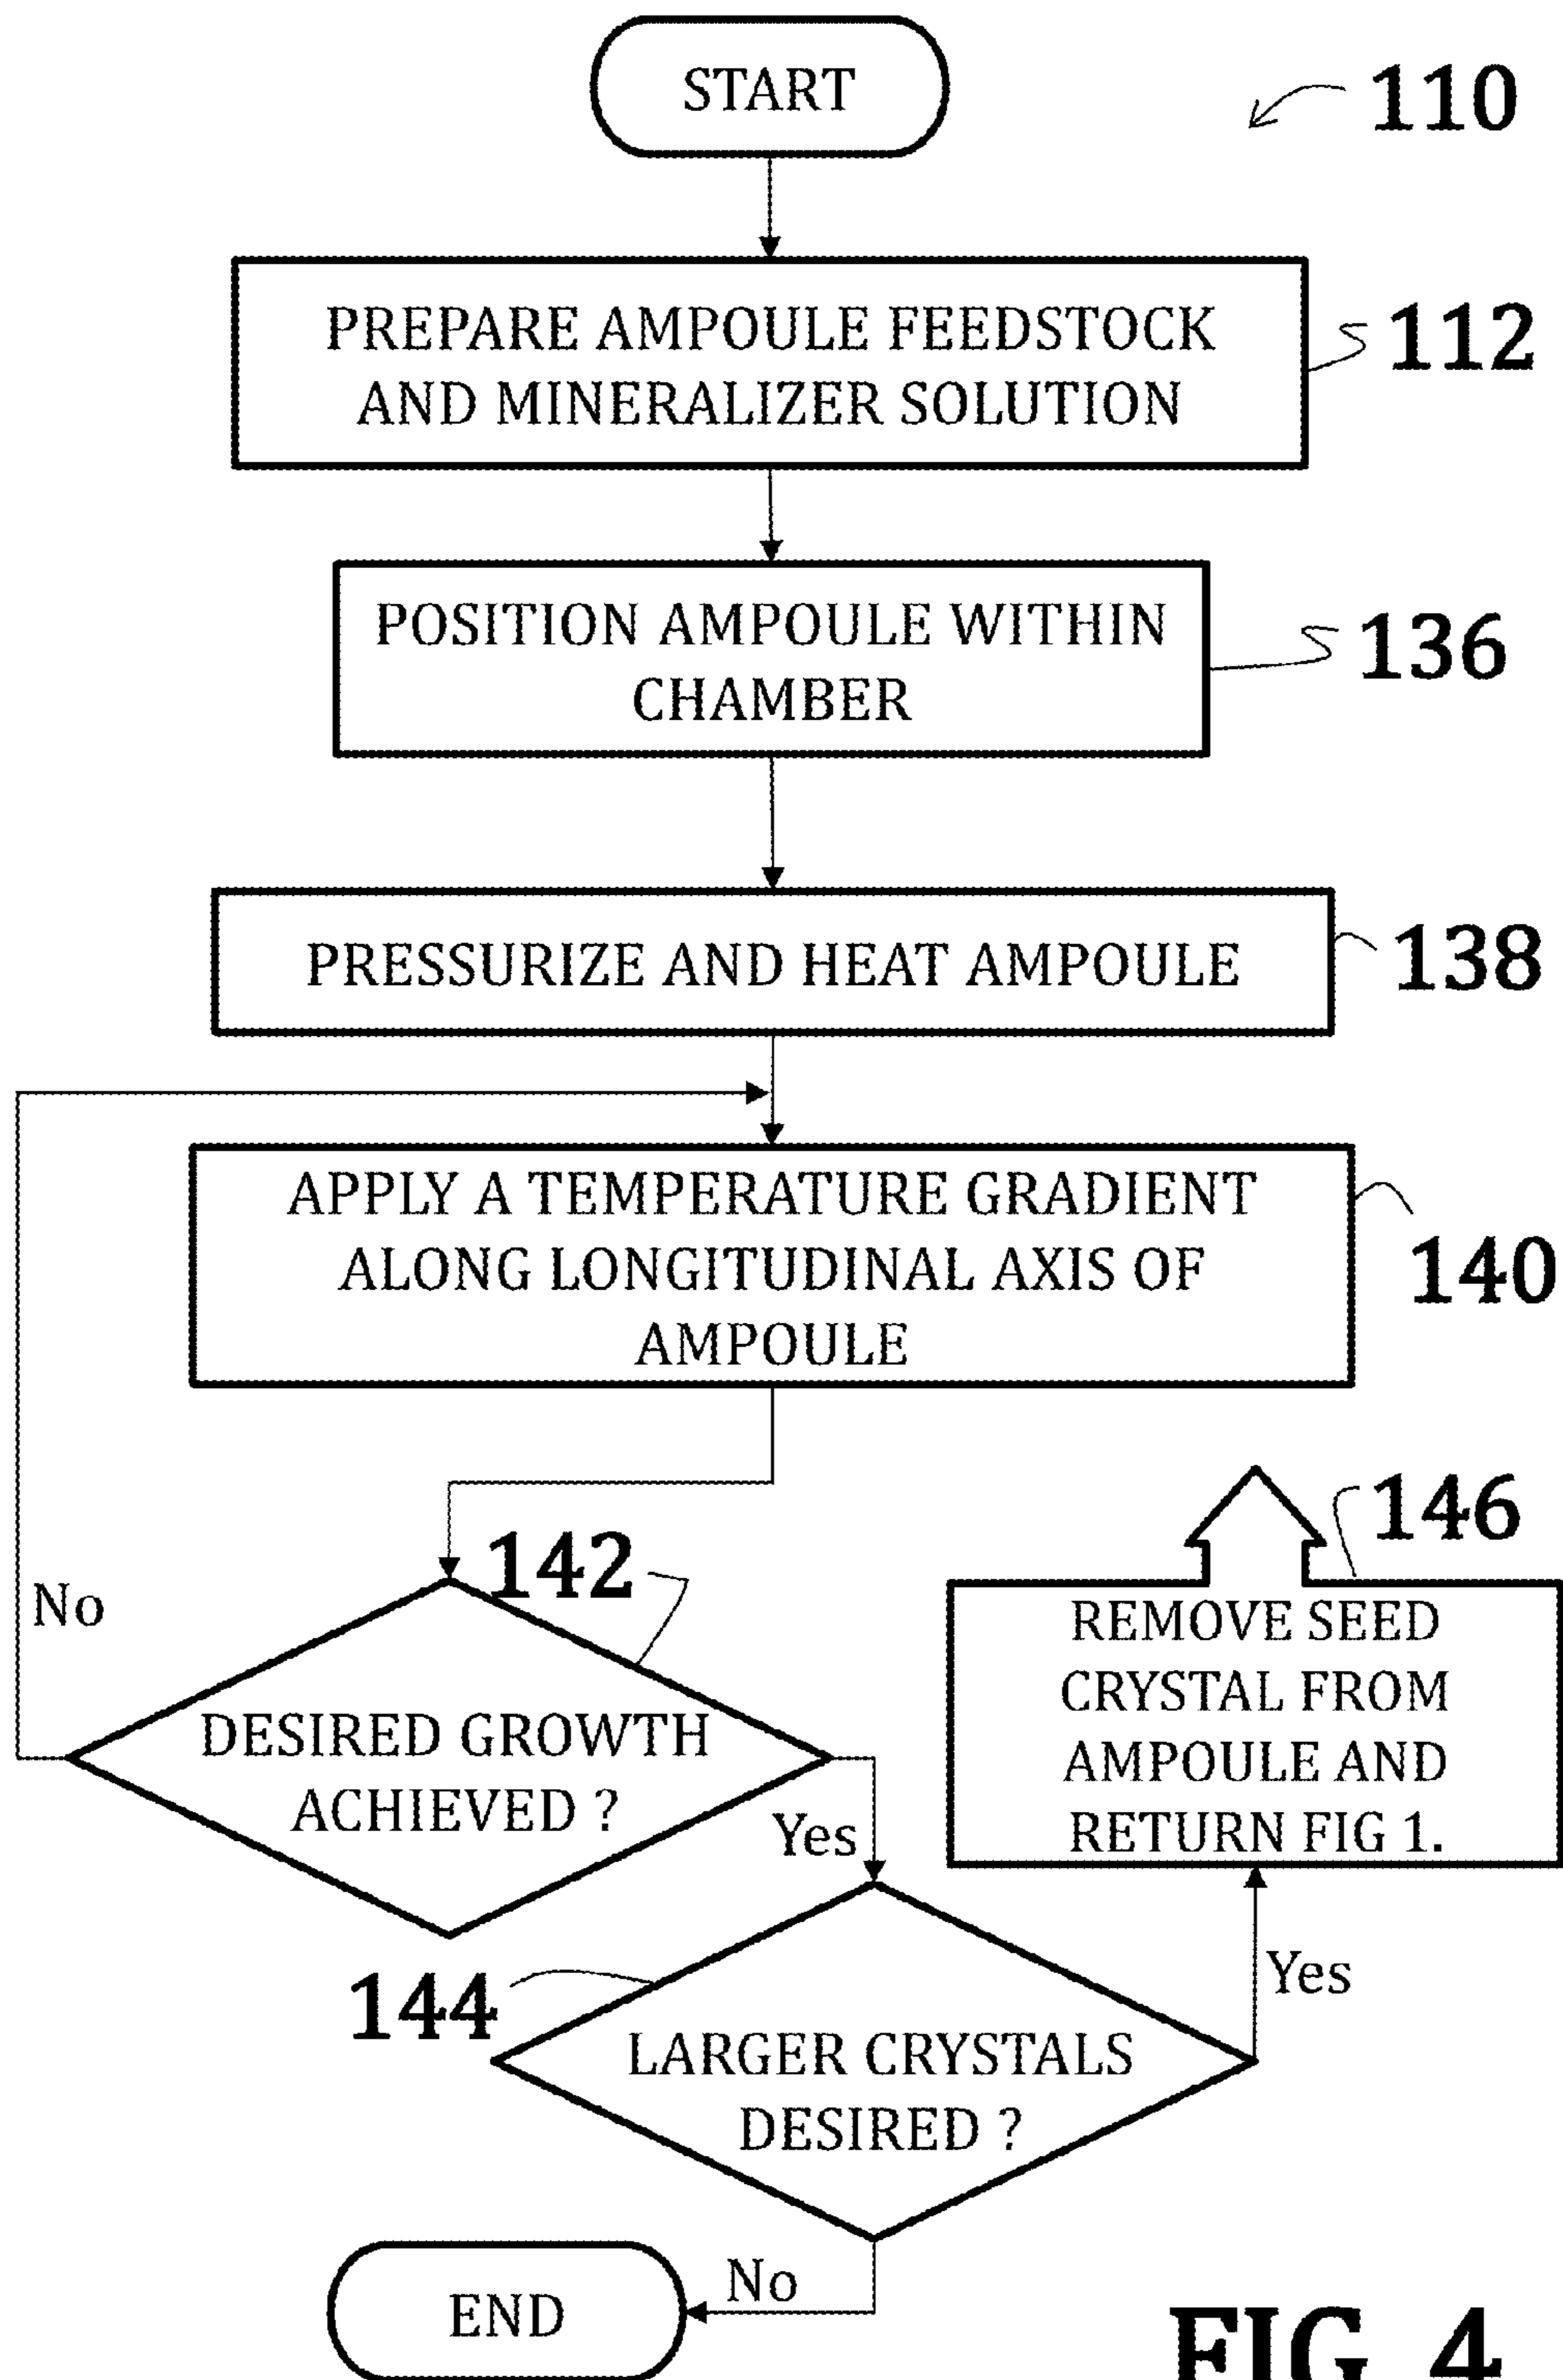 START
110
PREPARE AMPOULE FEEDSTOCK
AND MINERALIZER SOLUTION
112
POSITION AMPOULE WITHIN
CHAMBER
136
PRESSURIZE AND HEAT AMPOULE
138
APPLY A TEMPERATURE GRADIENT
ALONG LONGITUDINAL AXIS OF
AMPOULE
140
142
No
DESIRED GROWTH
ACHIEVED ?
Yes
146
REMOVE SEED
CRYSTAL FROM
AMPOULE AND
RETURN FIG 1.
144
Yes
LARGER CRYSTALS
DESIRED ?
No
END
FIG. 4